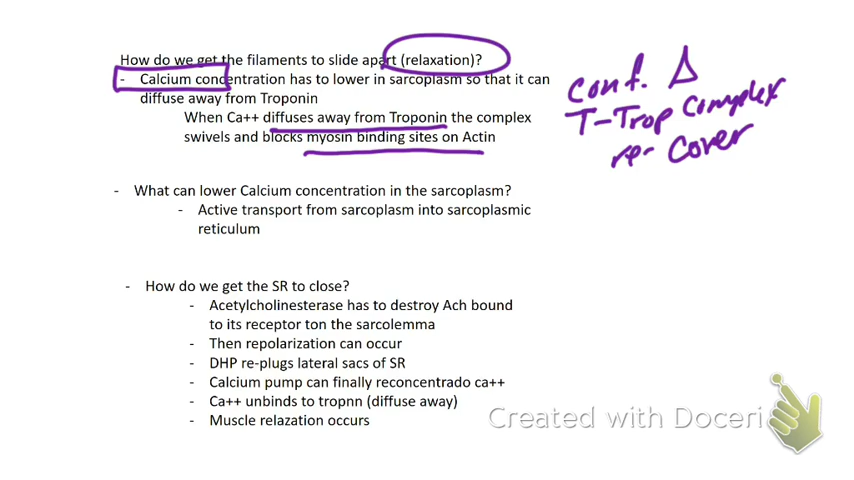 How do we get the filaments to slide apart (relaxation)?
- Calcium concentration has to lower in sarcoplasm so that it can
diffuse away from Troponin
When Ca++ diffuses away from Troponin the complex
swivels and blocks myosin binding sites on Actin
conf. Δ
T-Trop Complex
re- Cover
- What can lower Calcium concentration in the sarcoplasm?
- Active transport from sarcoplasm into sarcoplasmic
reticulum
- How do we get the SR to close?
- Acetylcholinesterase has to destroy Ach bound
to its receptor ton the sarcolemma
- Then repolarization can occur
- DHP re-plugs lateral sacs of SR
- Calcium pump can finally reconcentrado ca++
- Ca++ unbinds to tropnn (diffuse away)
- Muscle relazation occurs
Created with Doceri